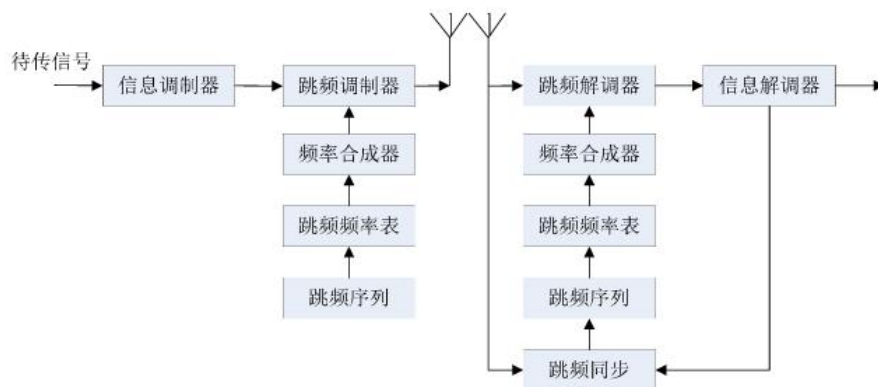 待传信号
信息调制器
跳频调制器
跳频解调器
信息解调器
频率合成器
频率合成器
跳频频率表
跳频频率表
跳频序列
跳频序列
跳频同步